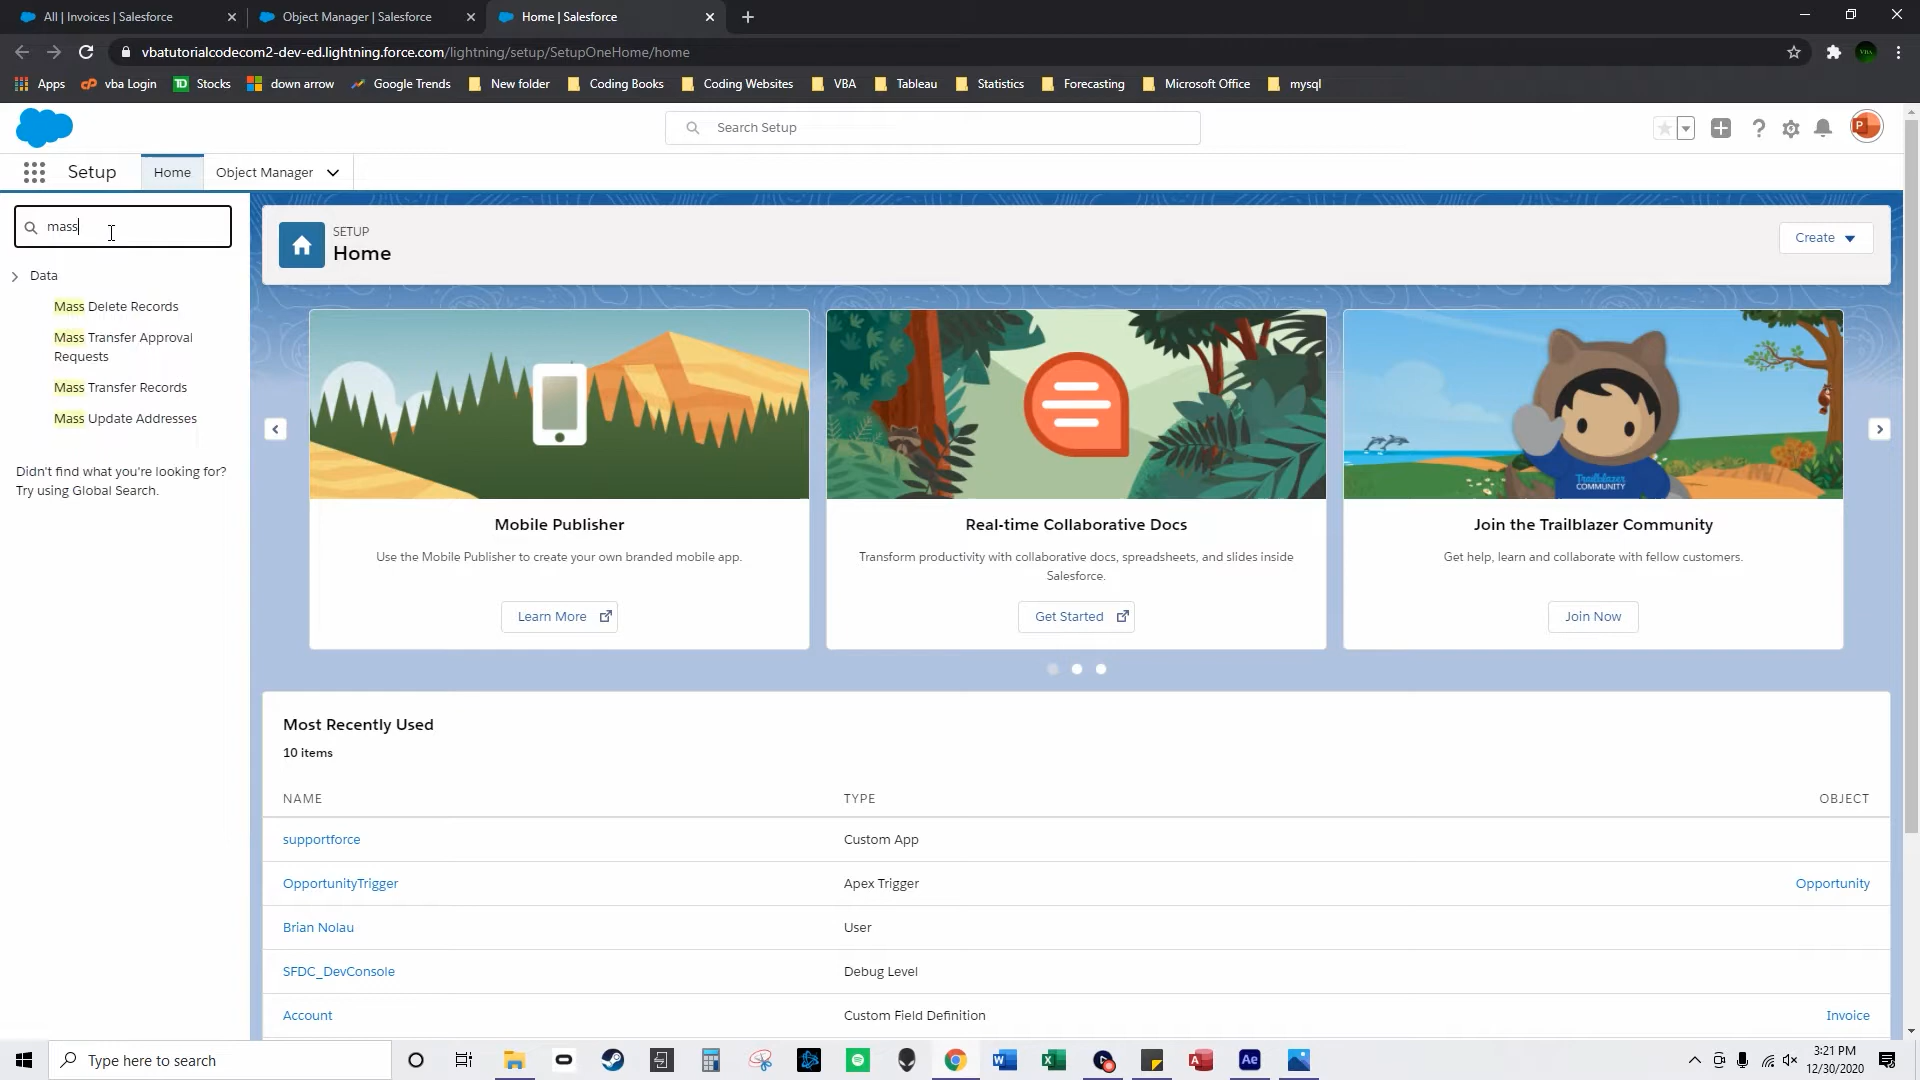 All | Invoices | Salesforce
Object Manager | Salesforce
Home | Salesforce
vbatutorialcodecom2-dev-ed.lightning.force.com/lightning/setup/SetupOneHome/home
Apps
vba Login
Stocks
down arrow
Google Trends
New folder
Coding Books
Coding Websites
VBA
Tableau
Statistics
Forecasting
Microsoft Office
mysql
Search Setup
Setup
Home
Object Manager
mass
Data
Mass Delete Records
Mass Transfer Approval
Requests
Mass Transfer Records
Mass Update Addresses
Didn't find what you're looking for?
Try using Global Search.
SETUP
Home
Create
Mobile Publisher
Use the Mobile Publisher to create your own branded mobile app.
Learn More
Real-time Collaborative Docs
Transform productivity with collaborative docs, spreadsheets, and slides inside
Salesforce.
Get Started
Trailblazer
COMMUNITY
Join the Trailblazer Community
Get help, learn and collaborate with fellow customers.
Join Now
Most Recently Used
10 items
NAME TYPE OBJECT
supportforce Custom App
OpportunityTrigger Apex Trigger Opportunity
Brian Nolau User
SFDC_DevConsole Debug Level
Account Custom Field Definition Invoice
Type here to search
3:21 PM
12/30/2020